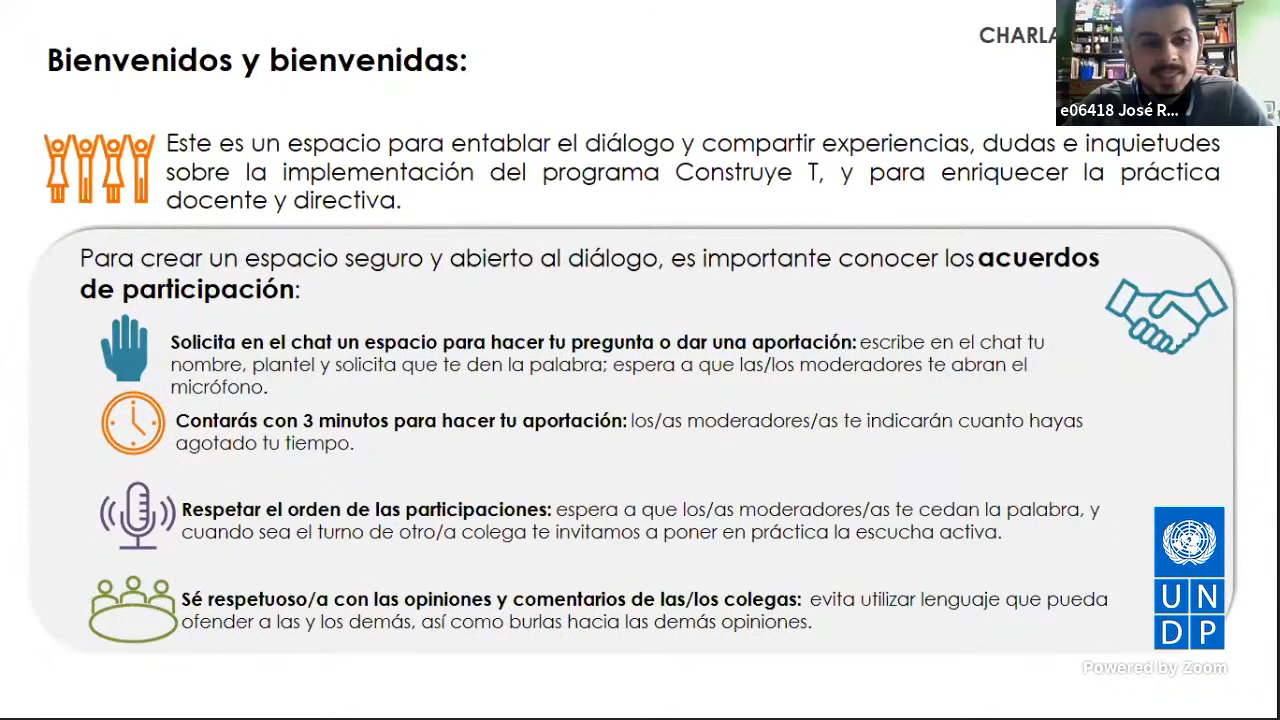 CHARLA
Bienvenidos y bienvenidas:
e06418 José R...
Este es un espacio para entablar el diálogo y compartir experiencias, dudas e inquietudes
sobre la implementación del programa Construye T, y para enriquecer la práctica
docente y directiva.
Para crear un espacio seguro y abierto al diálogo, es importante conocer los acuerdos
de participación:
Solicita en el chat un espacio para hacer tu pregunta o dar una aportación: escribe en el chat tu
nombre, plantel y solicita que te den la palabra; espera a que las/los moderadores te abran el
micrófono.
Contarás con 3 minutos para hacer tu aportación: los/as moderadores/as te indicarán cuanto hayas
agotado tu tiempo.
Respetar el orden de las participaciones: espera a que los/as moderadores/as te cedan la palabra, y
cuando sea el turno de otro/a colega te invitamos a poner en práctica la escucha activa.
Sé respetuoso/a con las opiniones y comentarios de las/los colegas: evita utilizar lenguaje que pueda
ofender a las y los demás, así como burlas hacia las demás opiniones.
U N
D P
Powered by Zoom